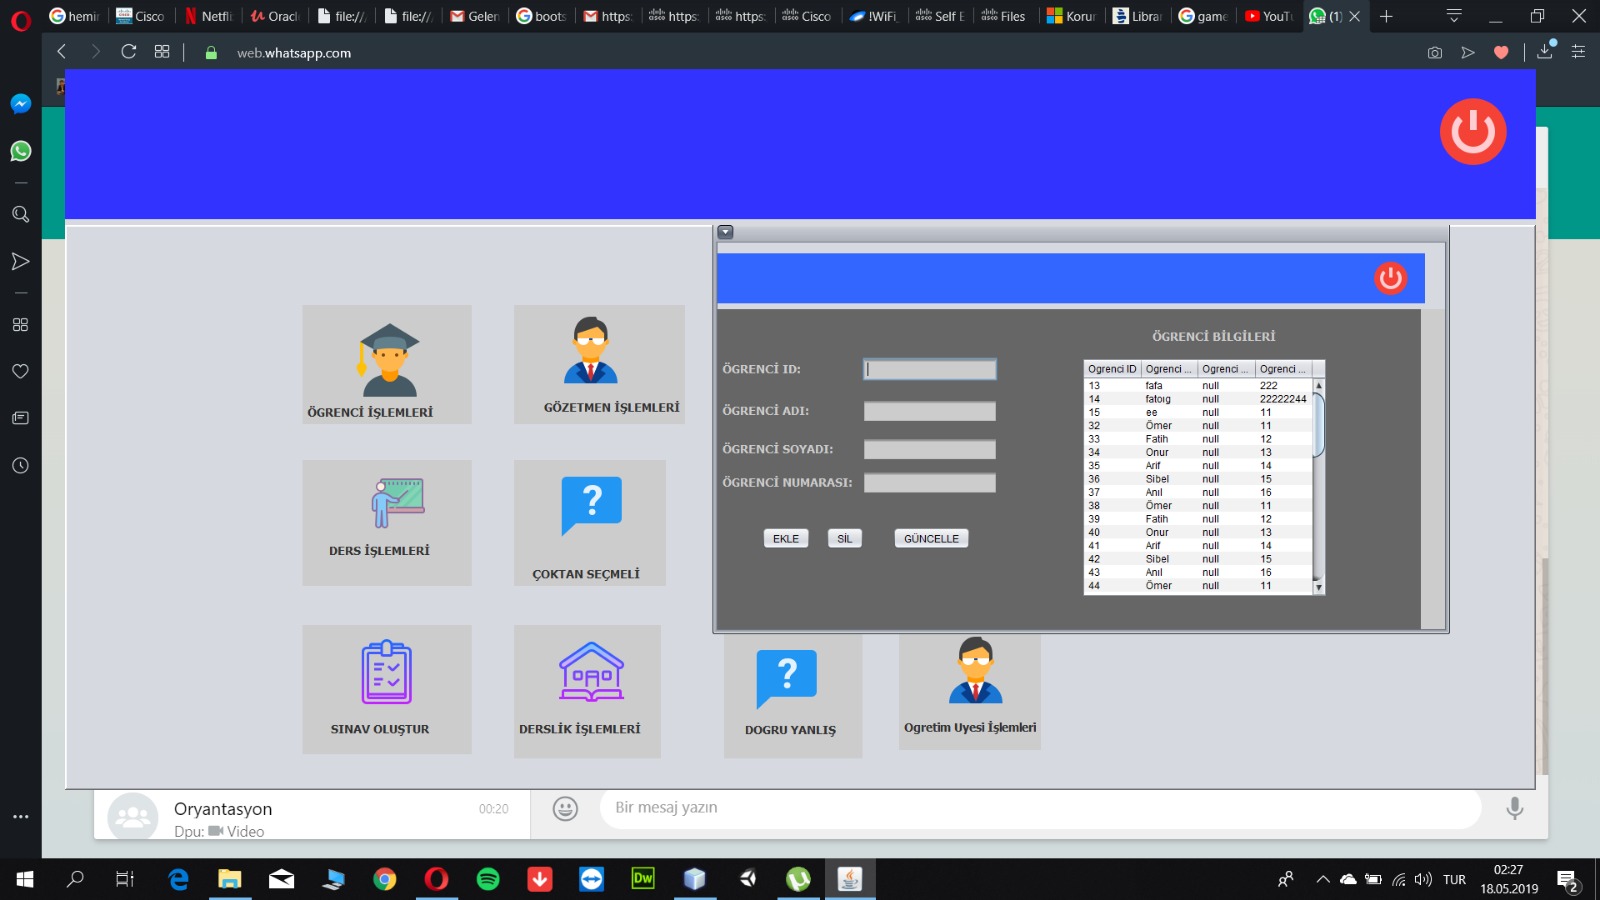 hemin
Cisco
Netfli
Oracl
file:///
file:///
Gelen
boots
https:
https:
https:
Cisco
!WiFi_
Self E
Files
Korur
Librar
game
YouTu
(1)
web.whatsapp.com
ÖGRENCİ İŞLEMLERİ
GÖZETMEN İŞLEMLERİ
DERS İŞLEMLERİ
ÇOKTAN SEÇMELİ
SINAV OLUŞTUR
DERSLİK İŞLEMLERİ
DOGRU YANLIŞ
Ogretim Uyesi İşlemleri
ÖGRENCİ ID:
ÖGRENCİ ADI:
ÖGRENCİ SOYADI:
ÖGRENCİ NUMARASI:
EKLE SİL GÜNCELLE
ÖGRENCİ BİLGİLERİ
Ogrenci ID Ogrenci ... Ogrenci ... Ogrenci ...
13 fafa null 222
14 fatoıg null 22222244
15 ee null 11
32 Ömer null 11
33 Fatih null 12
34 Onur null 13
35 Arif null 14
36 Sibel null 15
37 Anıl null 16
38 Ömer null 11
39 Fatih null 12
40 Onur null 13
41 Arif null 14
42 Sibel null 15
43 Anıl null 16
44 Ömer null 11
Oryantasyon 00:20
Dpu: Video
Bir mesaj yazın
Dw
TUR
02:27
18.05.2019
2